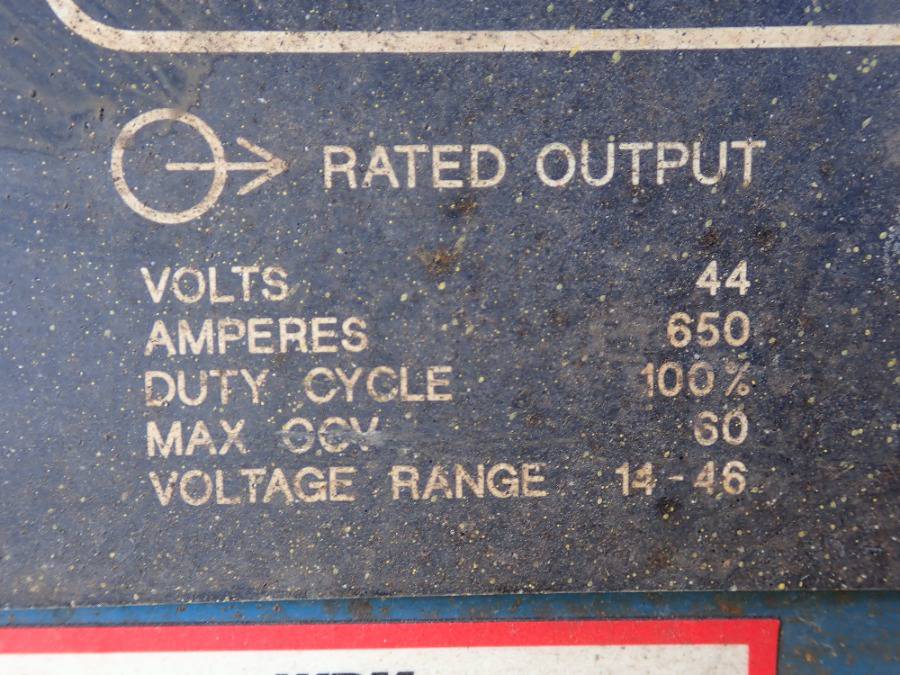 RATED OUTPUT
VOLTS 44
AMPERES 650
DUTY CYCLE 100%
MAX OCV 60
VOLTAGE RANGE 14-46